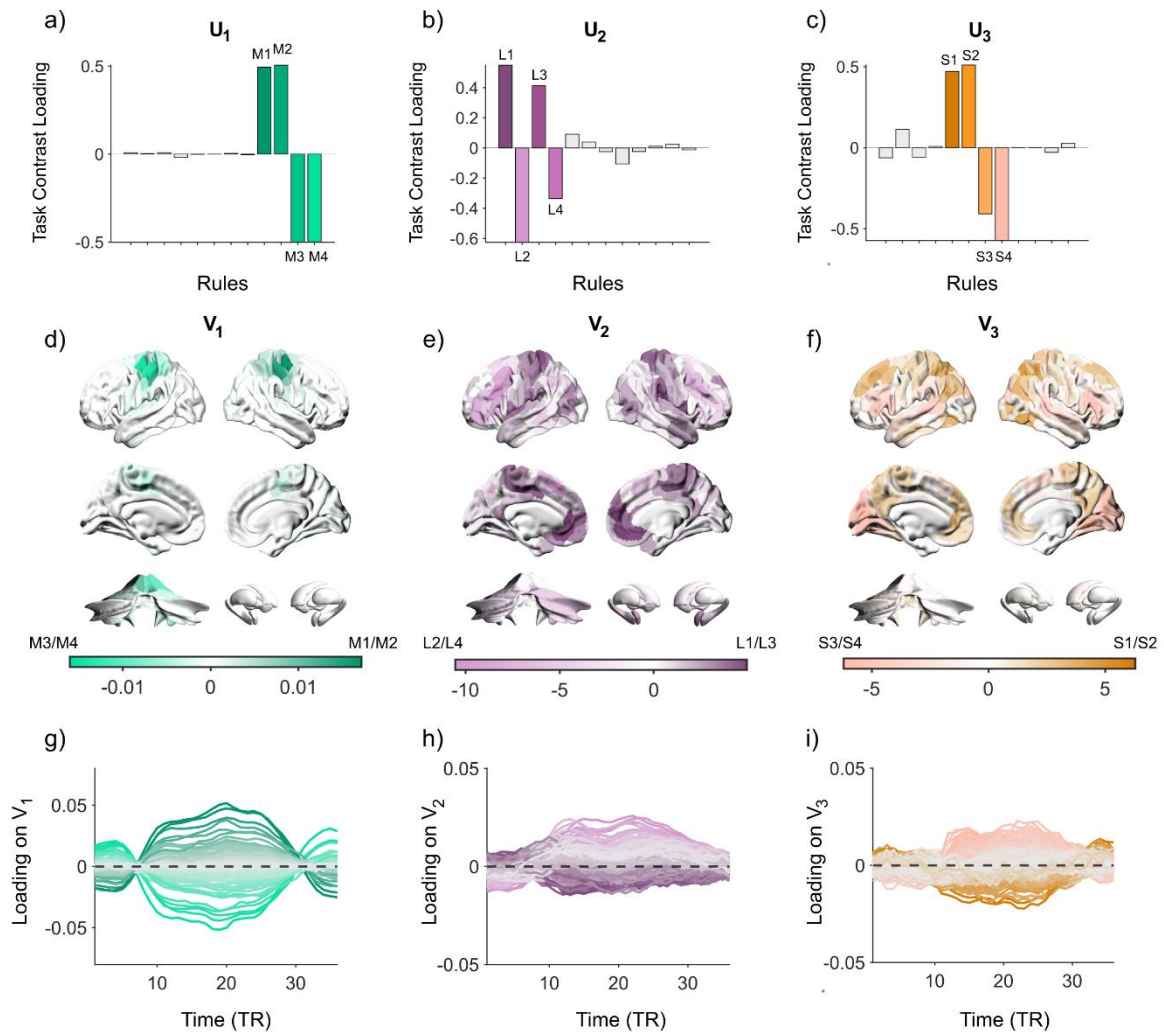 a)
U1
Task Contrast Loading
0.5
0
-0.5
M1
M2
M3 M4
Rules
b)
U2
Task Contrast Loading
0.4
0.2
0
-0.2
-0.4
-0.6
L1
L3
L4
L2
Rules
c)
U3
Task Contrast Loading
0.5
0
-0.5
S1
S2
S3 S4
Rules
d)
V1
M3/M4
M1/M2
-0.01 0 0.01
e)
V2
L2/L4
L1/L3
-10 -5 0
f)
V3
S3/S4
S1/S2
-5 0 5
g)
Loading on V1
0.05
0
-0.05
10 20 30
Time (TR)
h)
Loading on V2
0.05
0
-0.05
10 20 30
Time (TR)
i)
Loading on V3
0.05
0
-0.05
10 20 30
Time (TR)